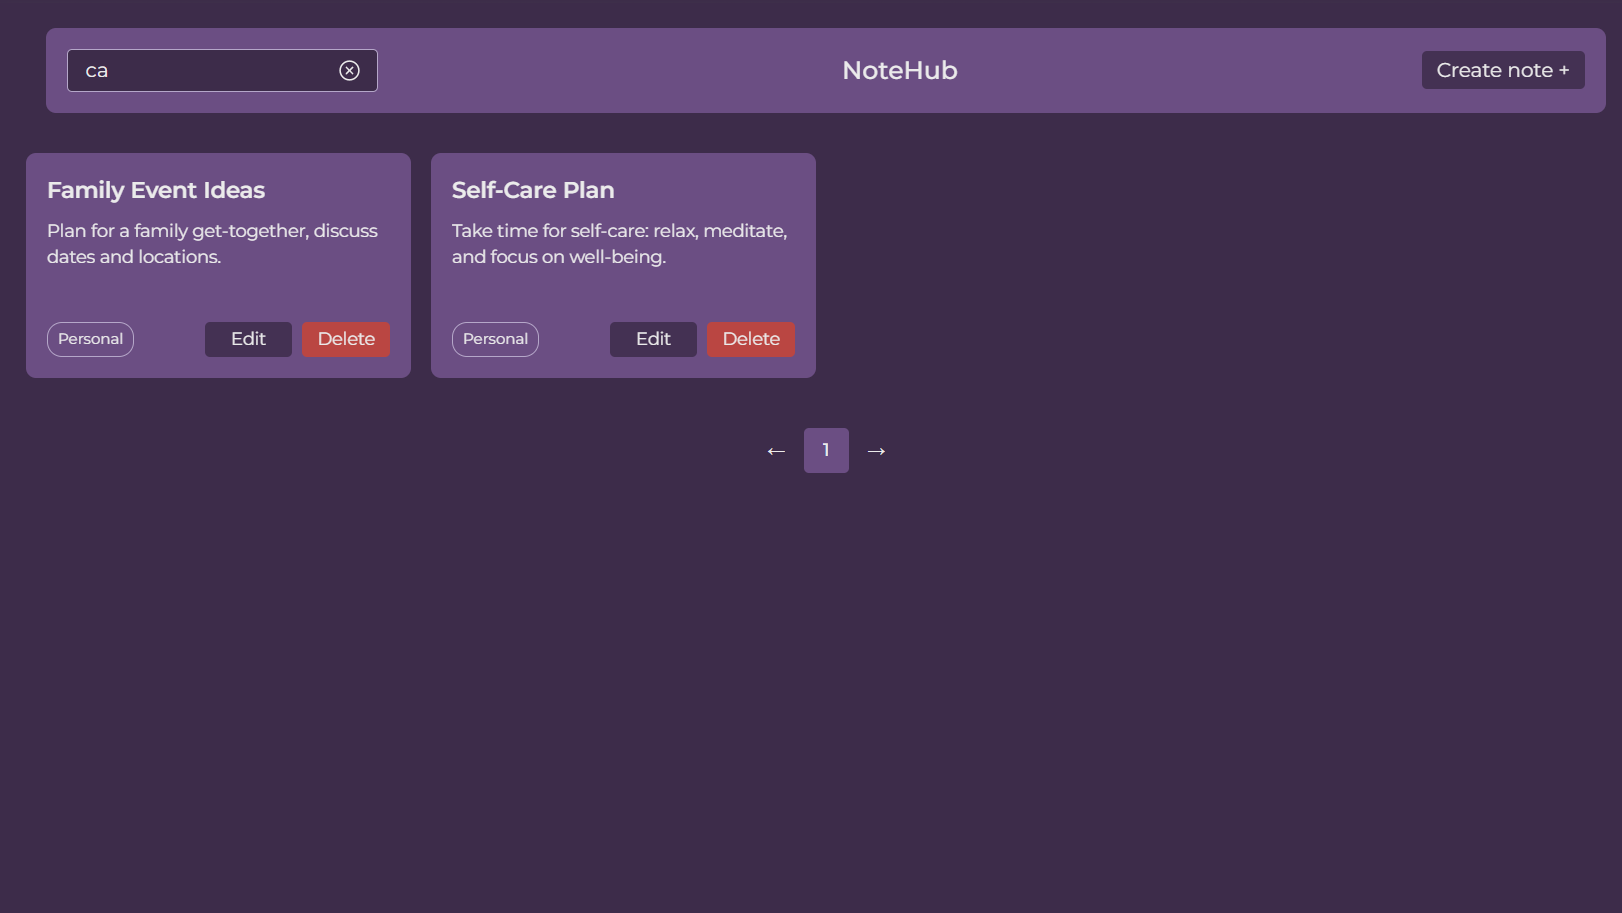 ca
NoteHub
Create note +
Family Event Ideas
Plan for a family get-together, discuss
dates and locations.
Personal
Edit
Delete
Self-Care Plan
Take time for self-care: relax, meditate,
and focus on well-being.
Personal
Edit
Delete
← 1 →